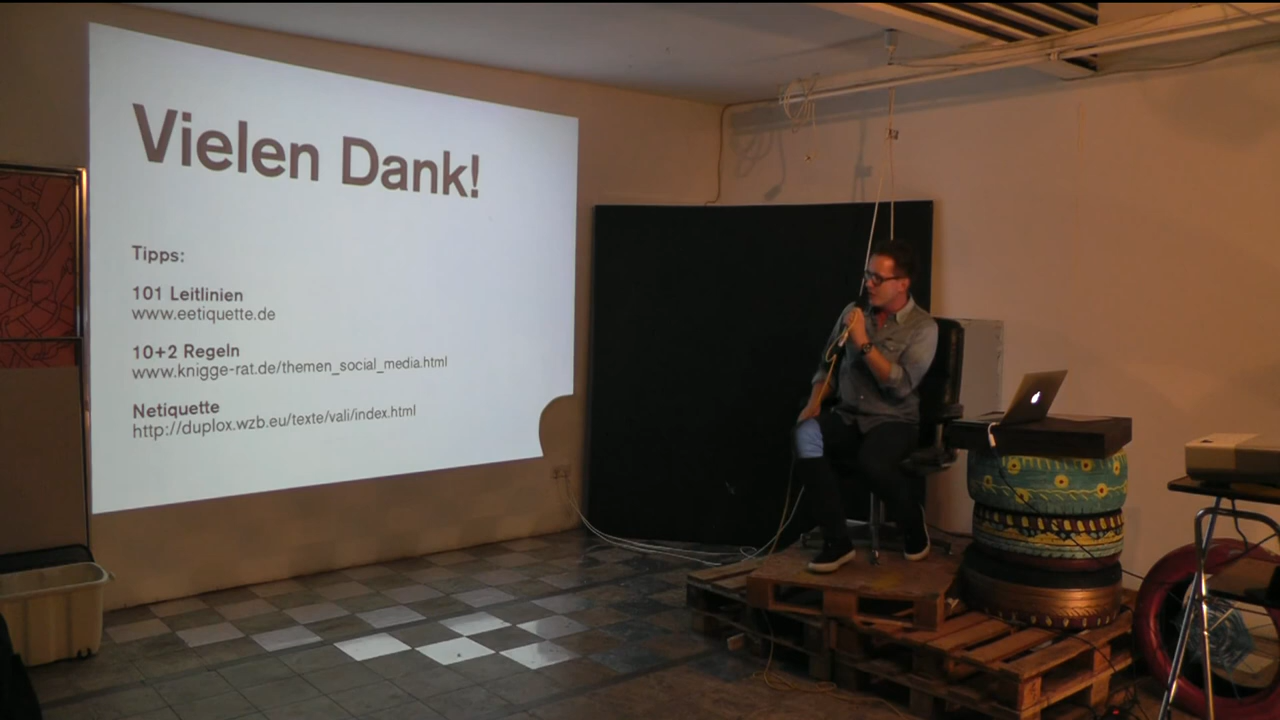 Vielen Dank!
Tipps:
101 Leitlinien
www.eetiquette.de
10+2 Regeln
www.knigge-rat.de/themen_social_media.html
Netiquette
http://duplox.wzb.eu/texte/vali/index.html